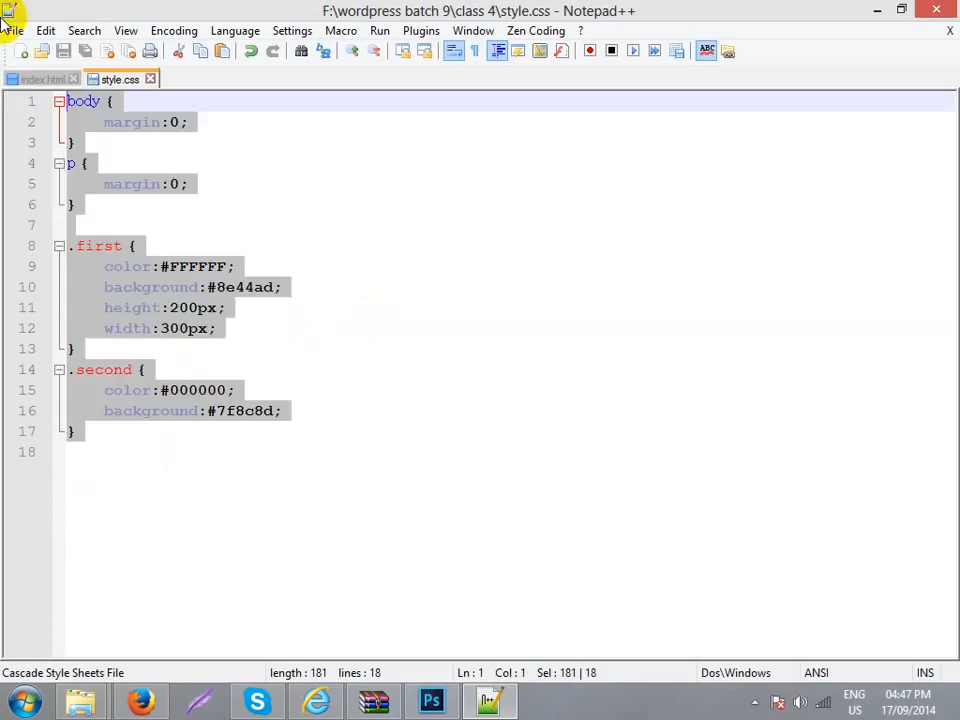 F:\wordpress batch 9\class 4\style.css - Notepad++
File Edit Search View Encoding Language Settings Macro Run Plugins Window Zen Coding ? X
ABC
index.html style.css
1 body {
2 margin:0;
3 }
4 p {
5 margin:0;
6 }
7
8 .first {
9 color:#FFFFFF;
10 background:#8e44ad;
11 height:200px;
12 width:300px;
13 }
14 .second {
15 color:#000000;
16 background:#7f8c8d;
17 }
18
Cascade Style Sheets File length : 181 lines : 18 Ln : 1 Col : 1 Sel : 181 | 18 Dos\Windows ANSI INS
ENG 04:47 PM
US 17/09/2014